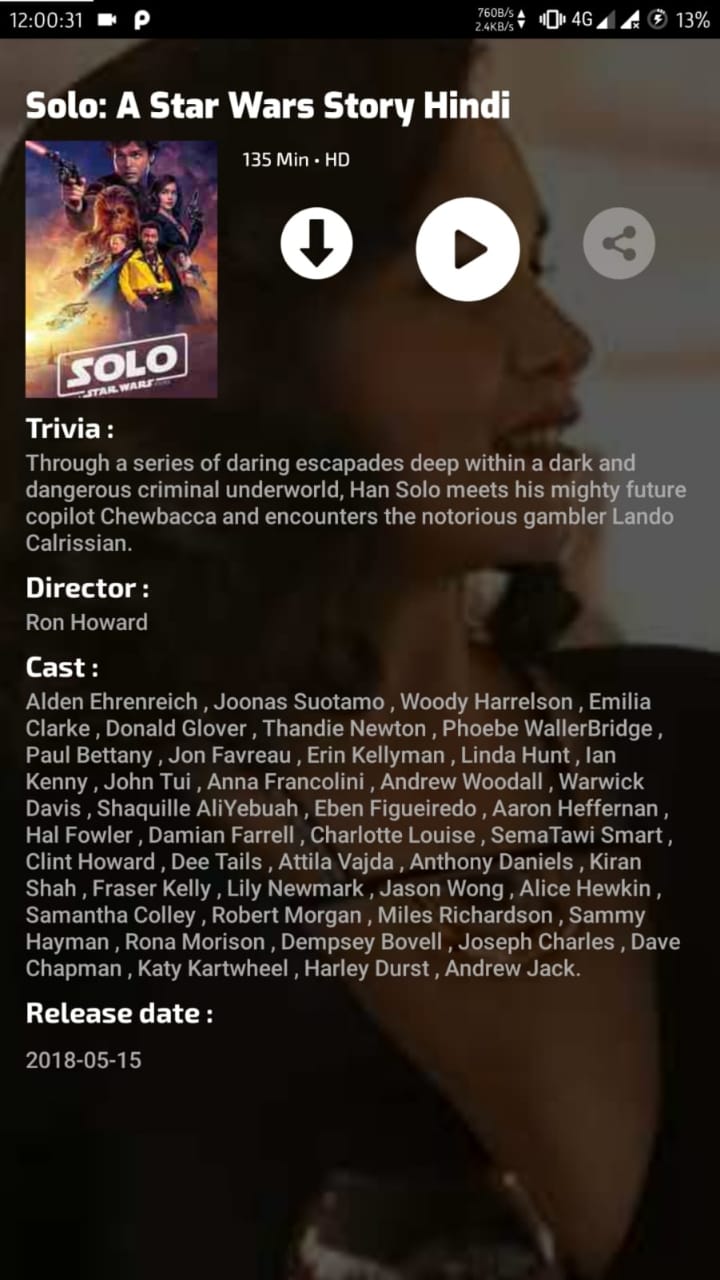 12:00:31
760B/s
2.4KB/s
4G
13%
Solo: A Star Wars Story Hindi
135 Min • HD
SOLO
STAR WARS
Trivia :
Through a series of daring escapades deep within a dark and
dangerous criminal underworld, Han Solo meets his mighty future
copilot Chewbacca and encounters the notorious gambler Lando
Calrissian.
Director :
Ron Howard
Cast :
Alden Ehrenreich , Joonas Suotamo , Woody Harrelson , Emilia
Clarke , Donald Glover , Thandie Newton , Phoebe WallerBridge ,
Paul Bettany , Jon Favreau , Erin Kellyman , Linda Hunt , Ian
Kenny , John Tui , Anna Francolini , Andrew Woodall , Warwick
Davis , Shaquille AliYebuah , Eben Figueiredo , Aaron Heffernan ,
Hal Fowler , Damian Farrell , Charlotte Louise , SemaTawi Smart ,
Clint Howard , Dee Tails , Attila Vajda , Anthony Daniels , Kiran
Shah , Fraser Kelly , Lily Newmark , Jason Wong , Alice Hewkin ,
Samantha Colley , Robert Morgan , Miles Richardson , Sammy
Hayman , Rona Morison , Dempsey Bovell , Joseph Charles , Dave
Chapman , Katy Kartwheel , Harley Durst , Andrew Jack.
Release date :
2018-05-15